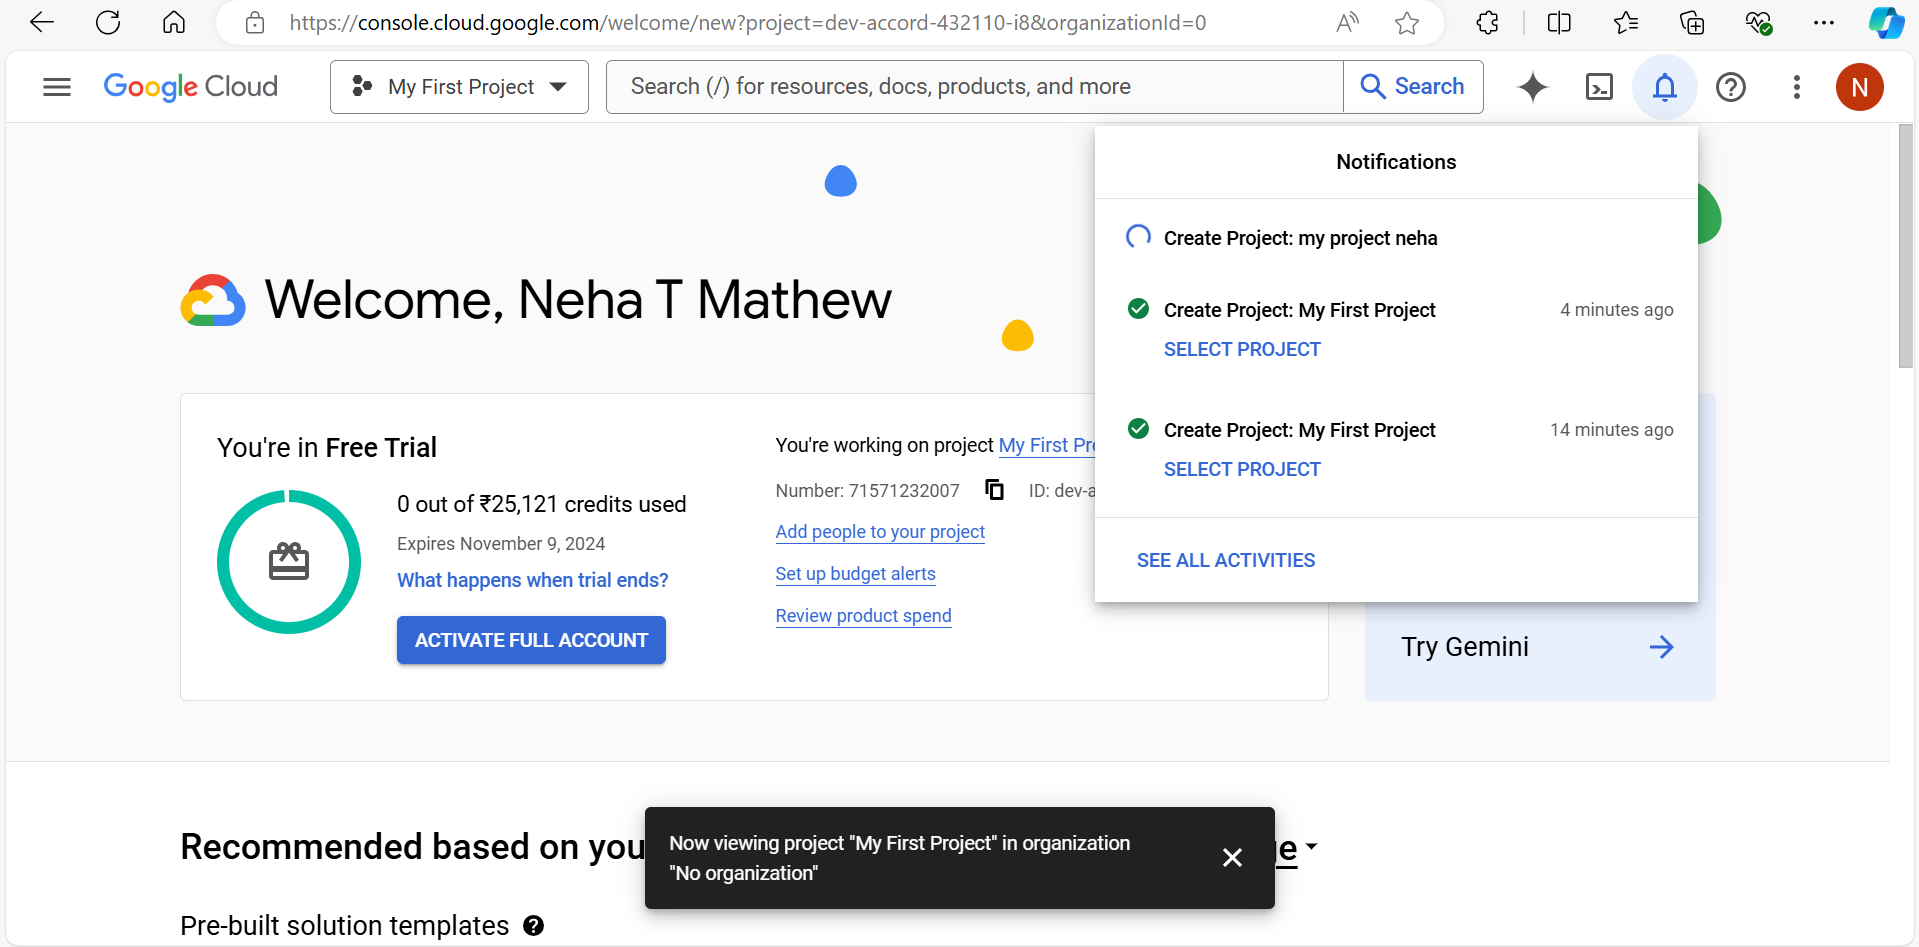 https://console.cloud.google.com/welcome/new?project=dev-accord-432110-i8&organizationId=0
Google Cloud
My First Project
Search (/) for resources, docs, products, and more
Search
N
Notifications
Create Project: my project neha
Create Project: My First Project
4 minutes ago
SELECT PROJECT
Create Project: My First Project
14 minutes ago
SELECT PROJECT
SEE ALL ACTIVITIES
Welcome, Neha T Mathew
You're in Free Trial
0 out of ₹25,121 credits used
Expires November 9, 2024
What happens when trial ends?
ACTIVATE FULL ACCOUNT
You're working on project My First Pro
Number: 71571232007
ID: dev-a
Add people to your project
Set up budget alerts
Review product spend
Try Gemini
Recommended based on you
Now viewing project "My First Project" in organization
"No organization"
Pre-built solution templates